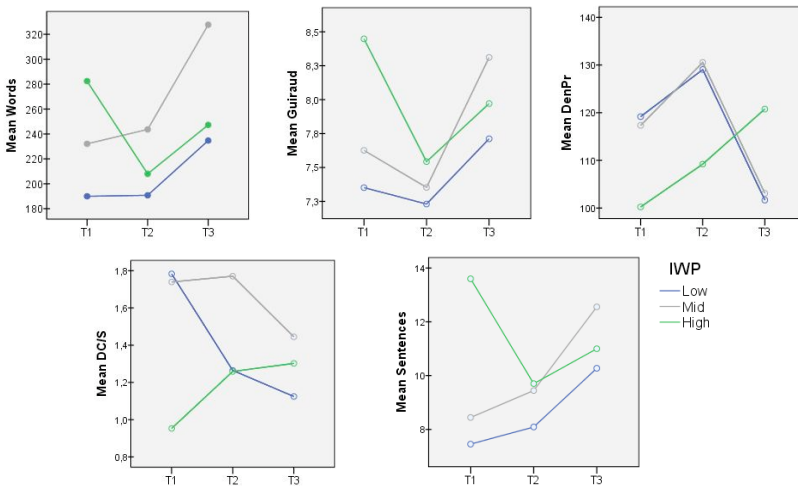 Mean Words
320
300
280
260
240
220
200
180
T1 T2 T3
Mean Guiraud
8,5
8,3
8,0
7,8
7,5
7,3
T1 T2 T3
Mean DenPr
140
130
120
110
100
T1 T2 T3
Mean DC/S
1,8
1,6
1,4
1,2
1,0
0,8
T1 T2 T3
Mean Sentences
14
12
10
8
T1 T2 T3
IWP
Low
Mid
High